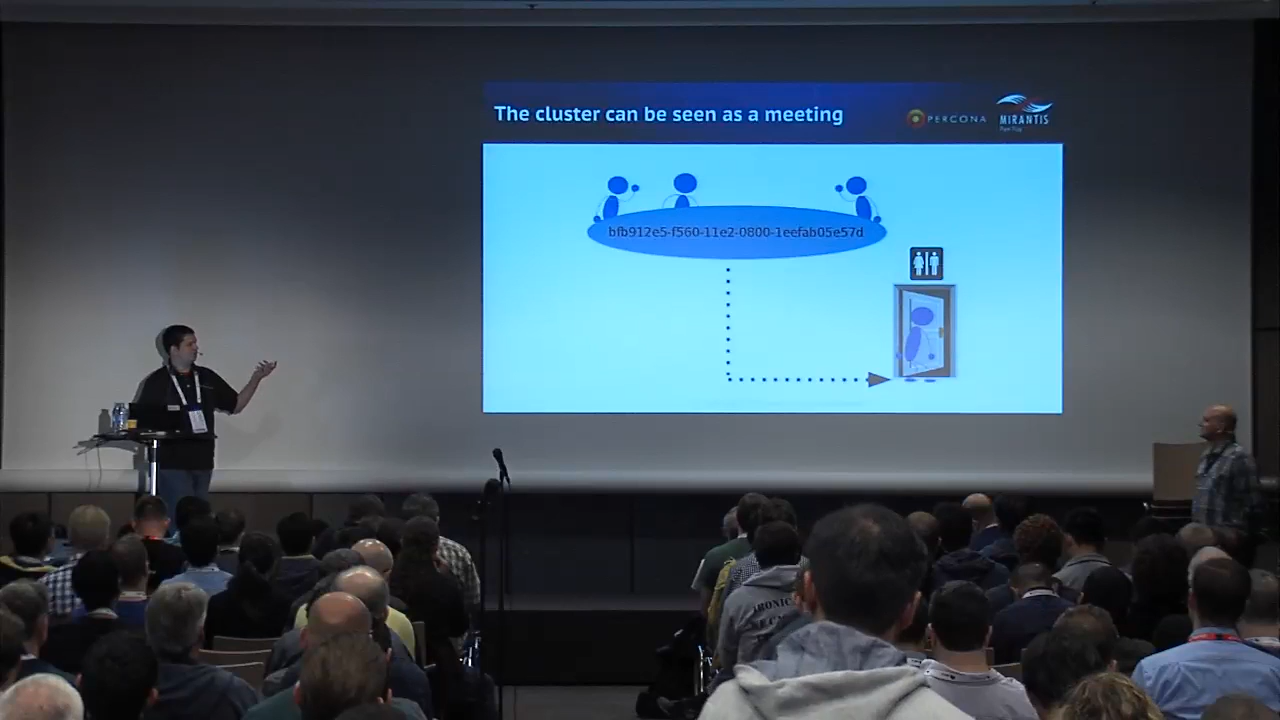 The cluster can be seen as a meeting
PERCONA
MIRANTIS
bfb912e5-f560-11e2-0800-1eefab05e57d